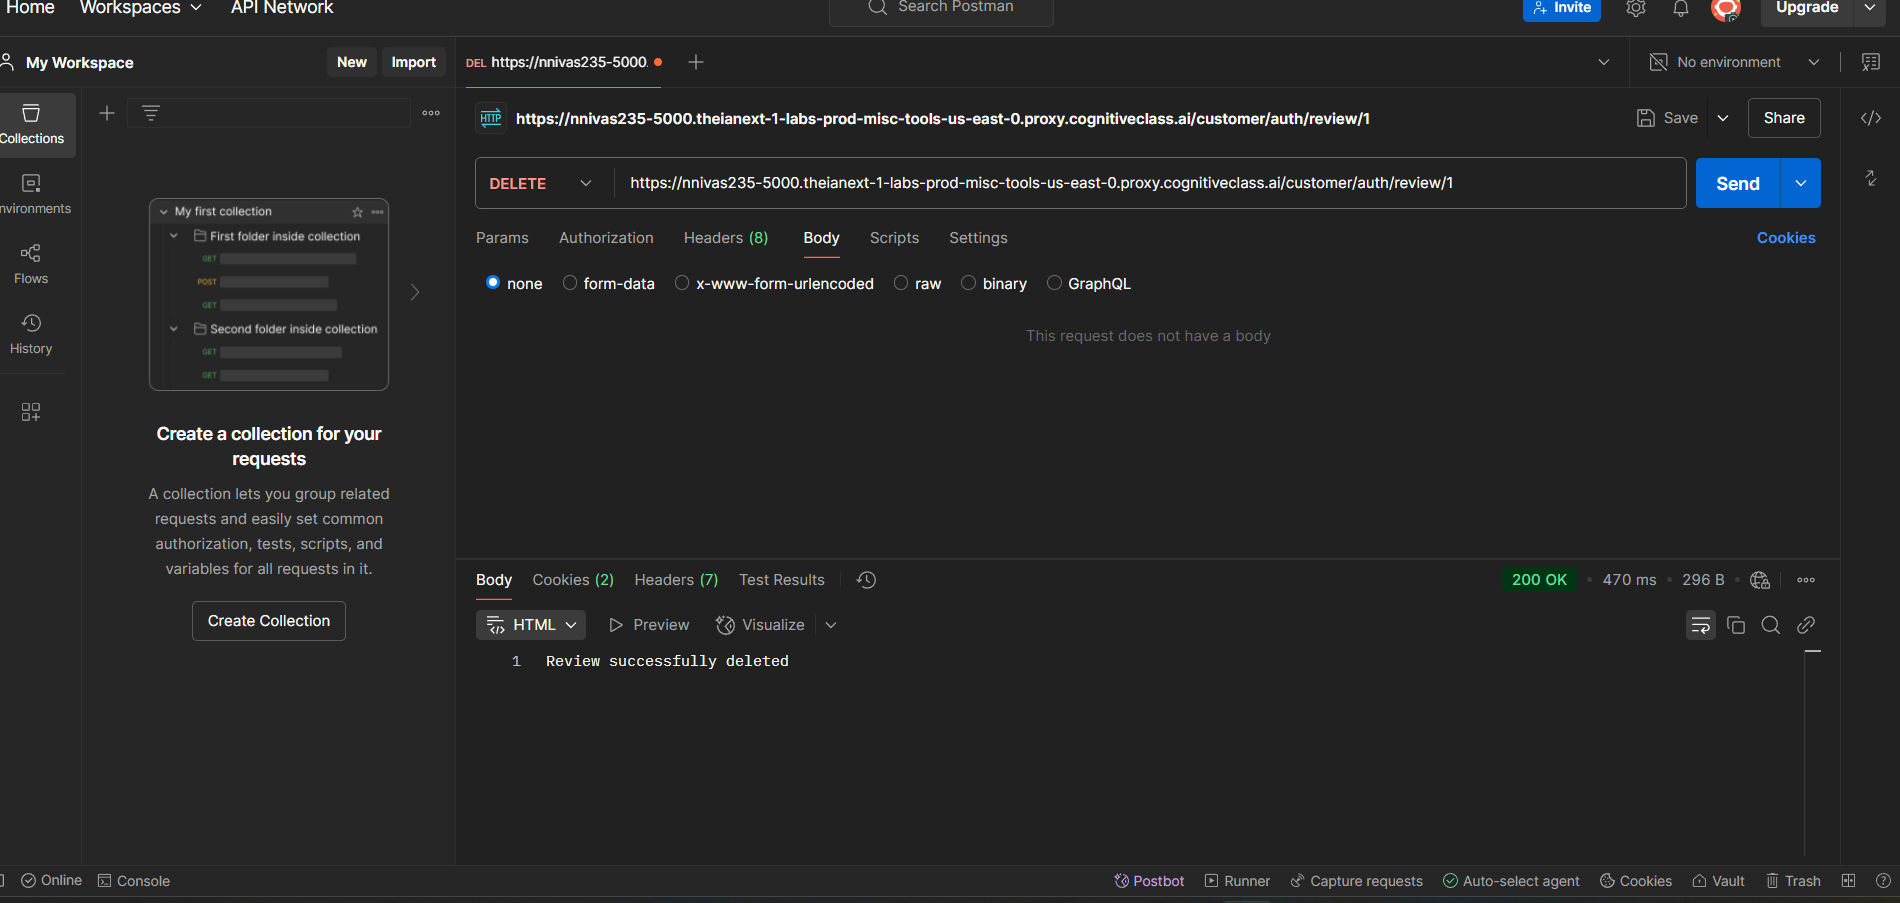 Home Workspaces API Network Search Postman Invite Upgrade
My Workspace New Import DEL https://nnivas235-5000. No environment
Collections
nvironments
Flows
History
My first collection
First folder inside collection
GET
POST
GET
Second folder inside collection
GET
GET
Create a collection for your
requests
A collection lets you group related
requests and easily set common
authorization, tests, scripts, and
variables for all requests in it.
Create Collection
HTTP https://nnivas235-5000.theianext-1-labs-prod-misc-tools-us-east-0.proxy.cognitiveclass.ai/customer/auth/review/1 Save Share
DELETE https://nnivas235-5000.theianext-1-labs-prod-misc-tools-us-east-0.proxy.cognitiveclass.ai/customer/auth/review/1 Send
Params Authorization Headers (8) Body Scripts Settings Cookies
none form-data x-www-form-urlencoded raw binary GraphQL
This request does not have a body
Body Cookies (2) Headers (7) Test Results 200 OK • 470 ms • 296 B •
HTML Preview Visualize
1 Review successfully deleted
Online Console Postbot Runner Capture requests Auto-select agent Cookies Vault Trash